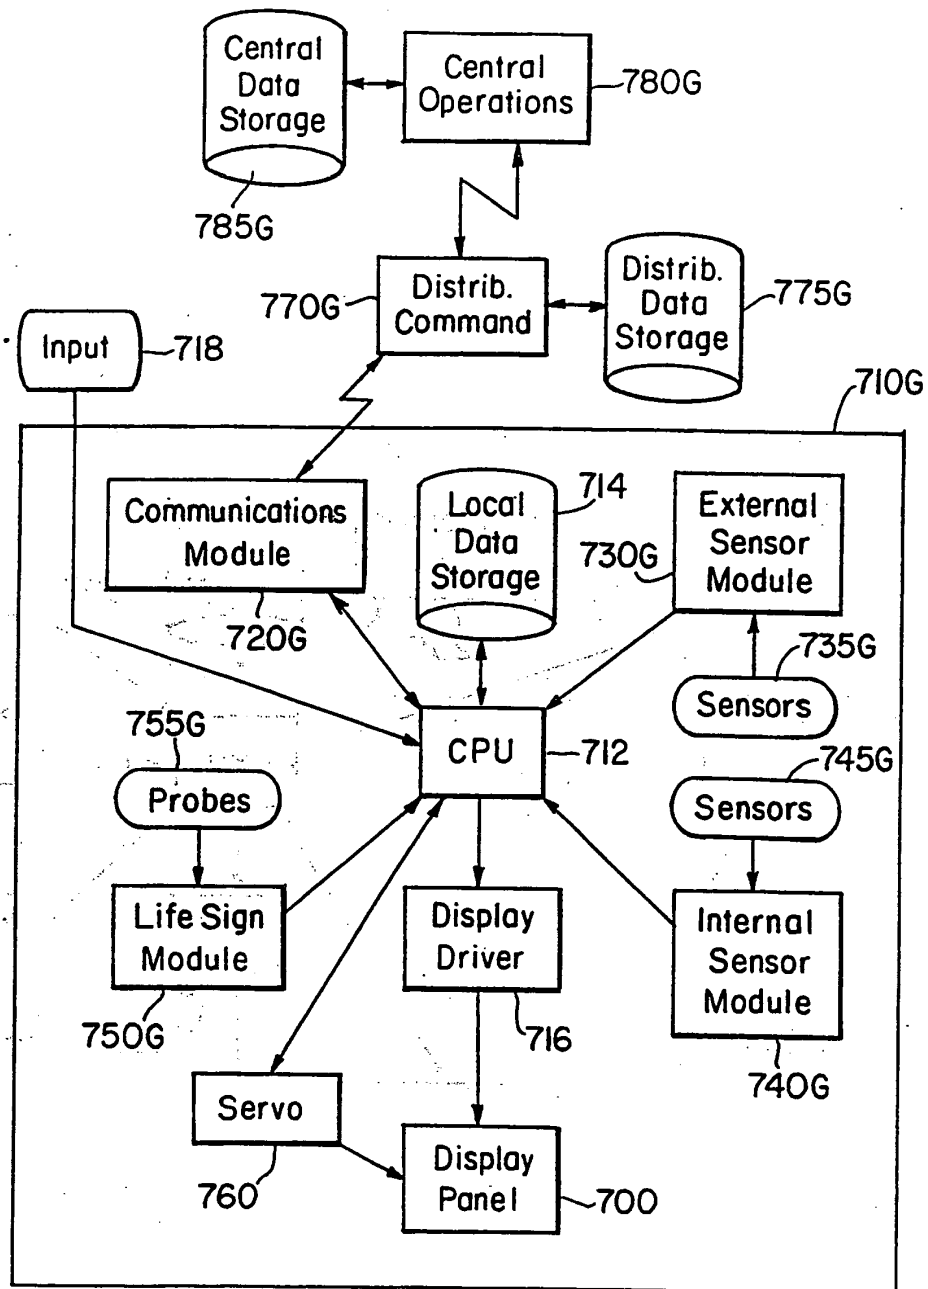 Central
Data
Storage
785G
Central
Operations
780G
Distrib.
Command
770G
Distrib.
Data
Storage
775G
Input
718
710G
Communications
Module
720G
Local
Data
Storage
714
External
Sensor
Module
730G
Sensors
735G
CPU
712
Probes
755G
Sensors
745G
Life Sign
Module
750G
Display
Driver
716
Internal
Sensor
Module
740G
Servo
760
Display
Panel
700